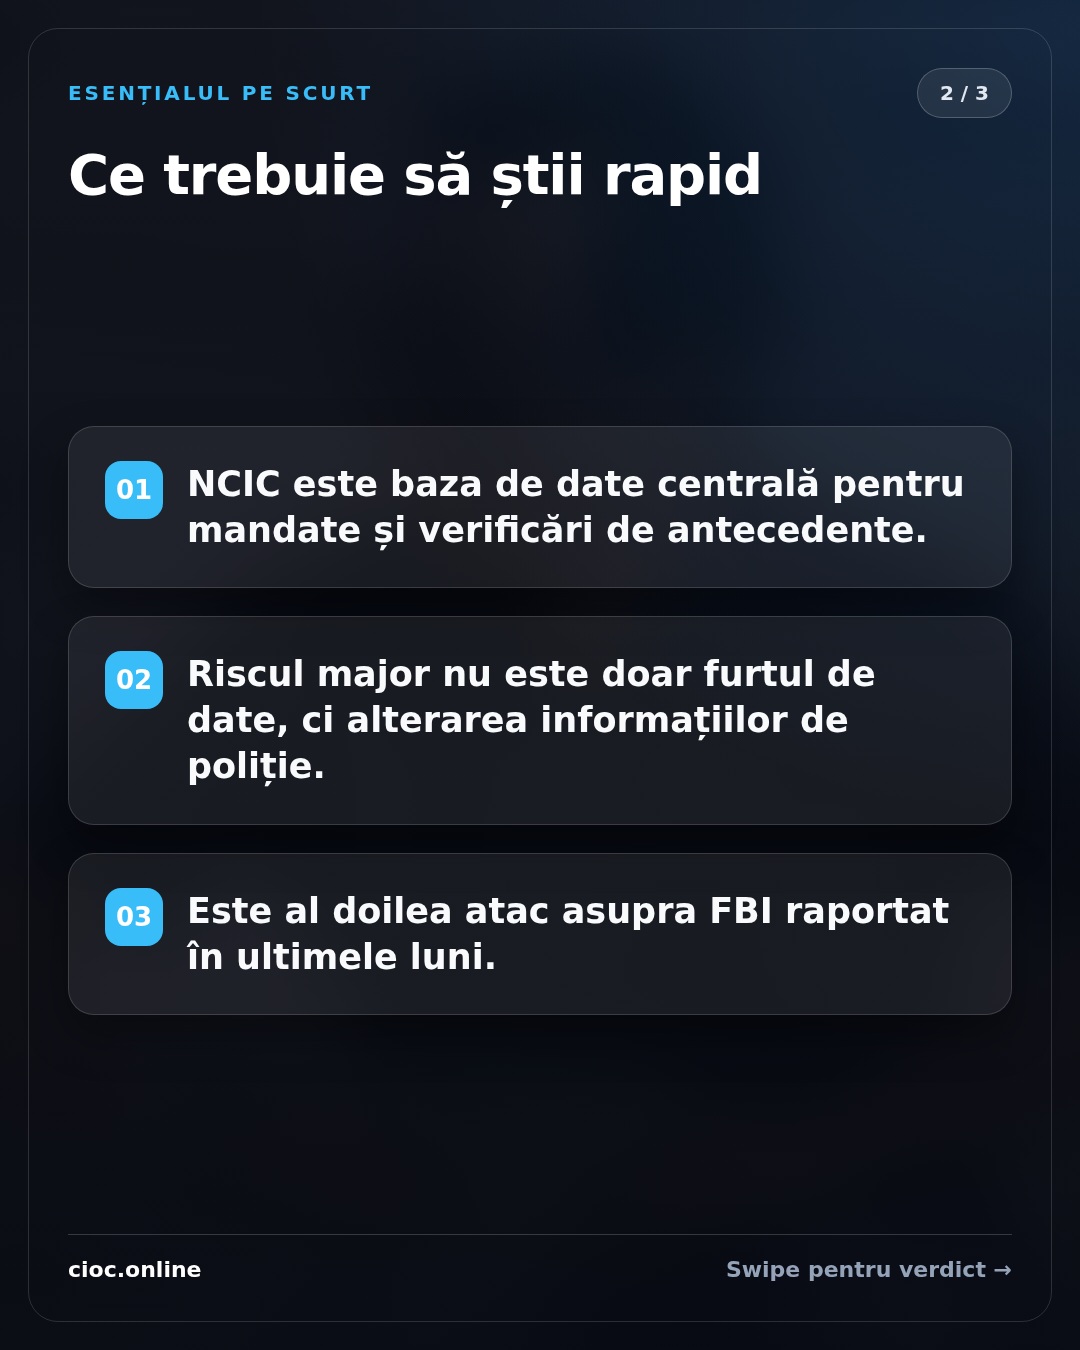 ESENȚIALUL PE SCURT
2 / 3
Ce trebuie să știi rapid
01
NCIC este baza de date centrală pentru
mandate și verificări de antecedente.
02
Riscul major nu este doar furtul de
date, ci alterarea informațiilor de
poliție.
03
Este al doilea atac asupra FBI raportat
în ultimele luni.
cioc.online
Swipe pentru verdict →